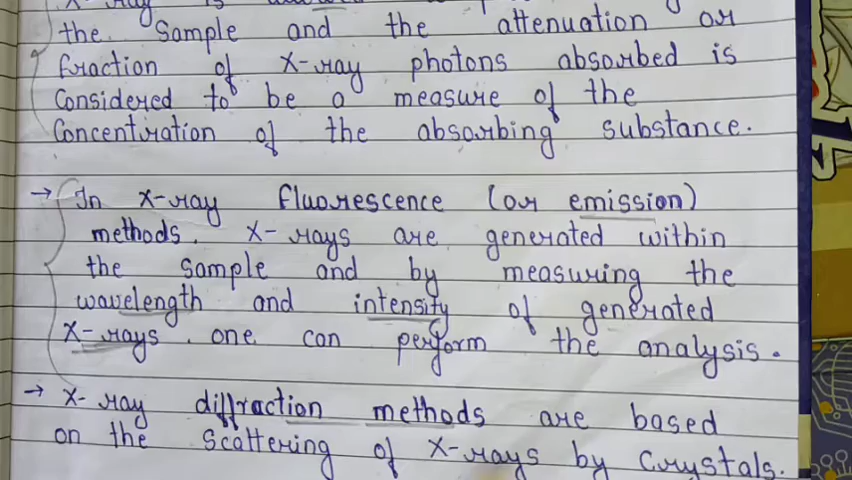 X-ray is
the sample and the attenuation or
fraction of X-ray photons absorbed is
Considered to be a measure of the
Concentration of the absorbing substance.
→ In X-ray fluorescence (or emission)
methods. X-rays are generated within
the sample and by measuring the
wavelength and intensity of generated
X-rays. one can perform the analysis.
→ X-ray diffraction methods are based
on the scattering of X-rays by crystals.